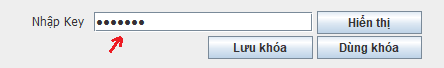 Nhập Key ●●●●●●● Hiển thị
Lưu khóa Dùng khóa